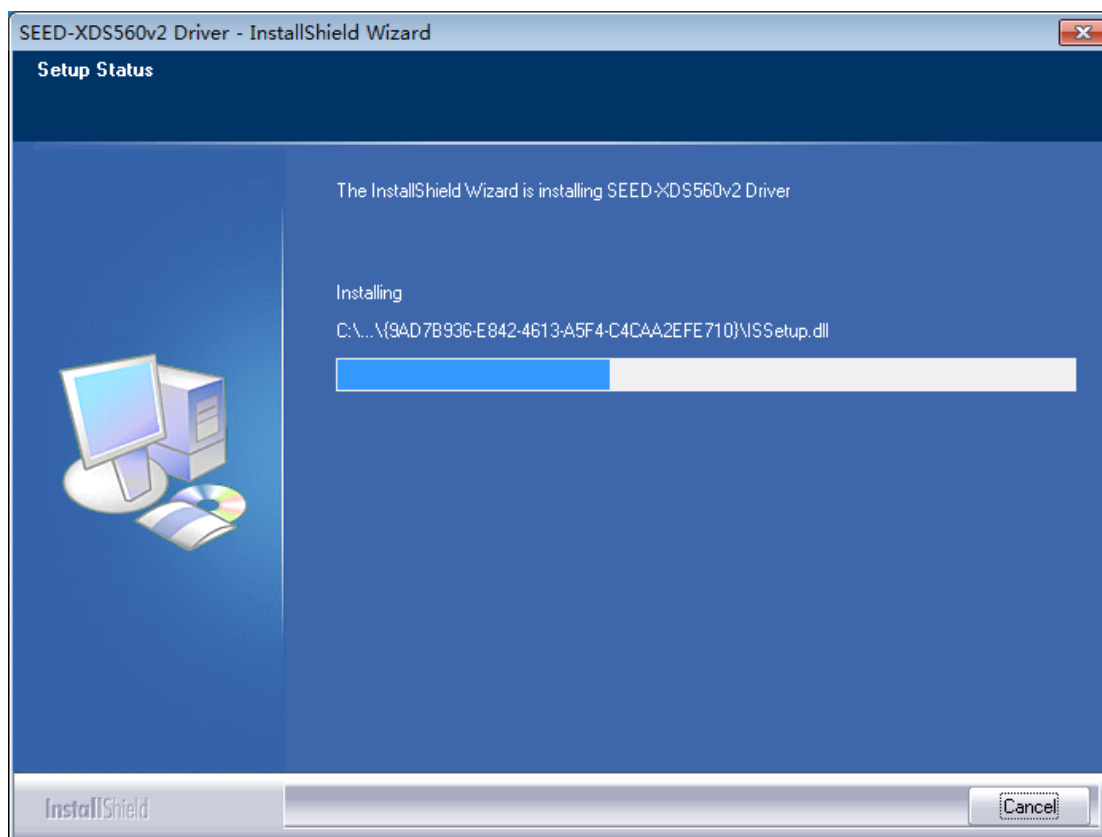 SEED-XDS560v2 Driver - InstallShield Wizard
Setup Status
The InstallShield Wizard is installing SEED-XDS560v2 Driver
Installing
C:\...\{9AD7B936-E842-4613-A5F4-C4CAA2EFE710}\ISSetup.dll
InstallShield
Cancel